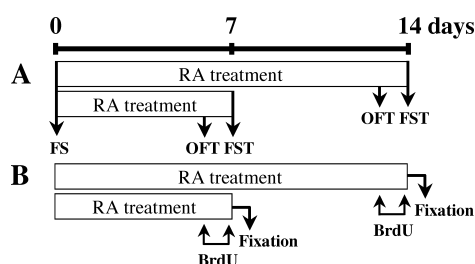 0 7 14 days
A
RA treatment
RA treatment
OFT FST
FS OFT FST
B
RA treatment
RA treatment
Fixation
BrdU
Fixation
BrdU